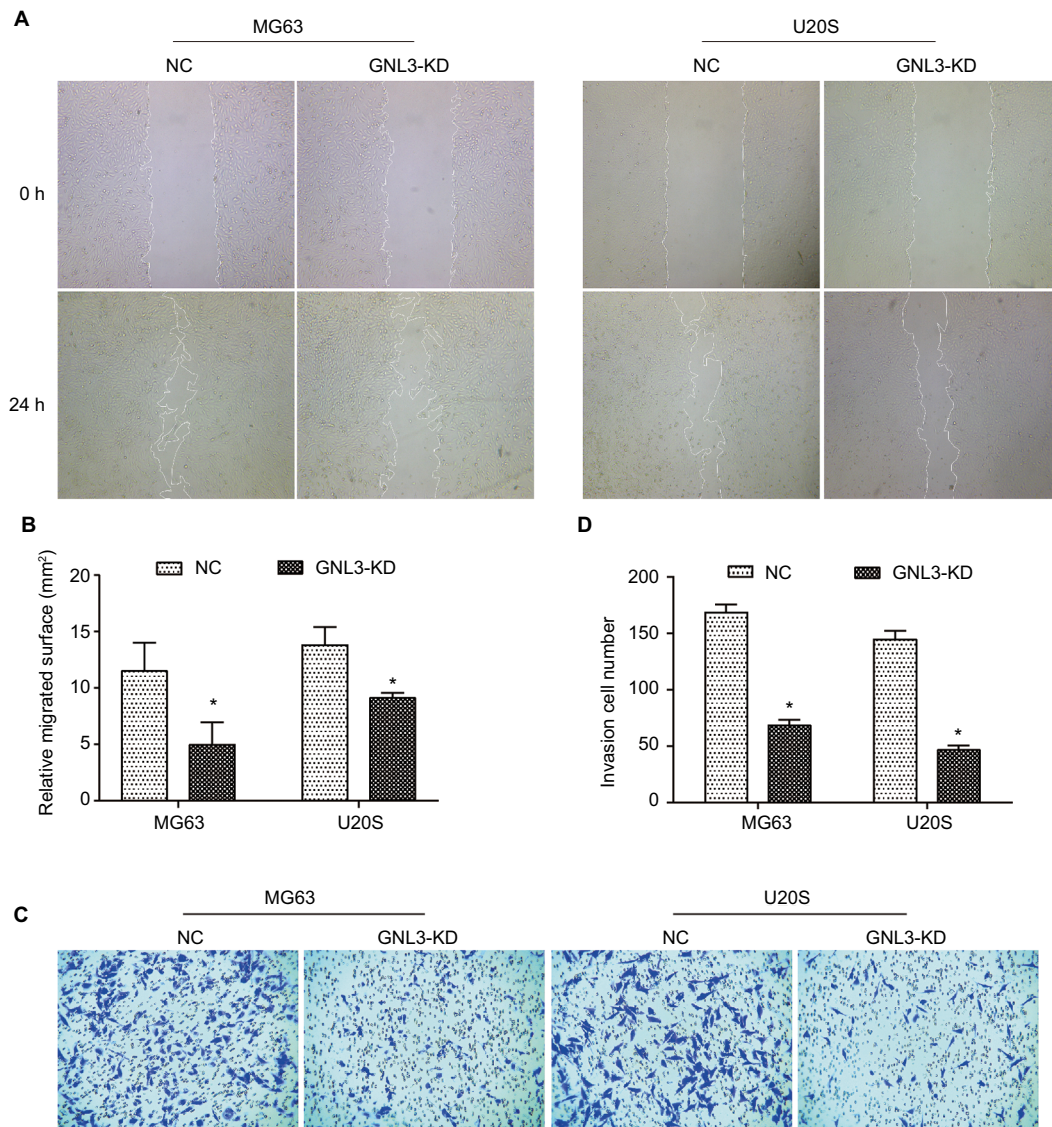 A
MG63 U20S
NC GNL3-KD NC GNL3-KD
0 h
24 h
B
NC GNL3-KD
Relative migrated surface (mm²)
20
15
10
5
0
*
*
MG63 U20S
D
NC GNL3-KD
Invasion cell number
200
150
100
50
0
*
*
MG63 U20S
C
MG63 U20S
NC GNL3-KD NC GNL3-KD